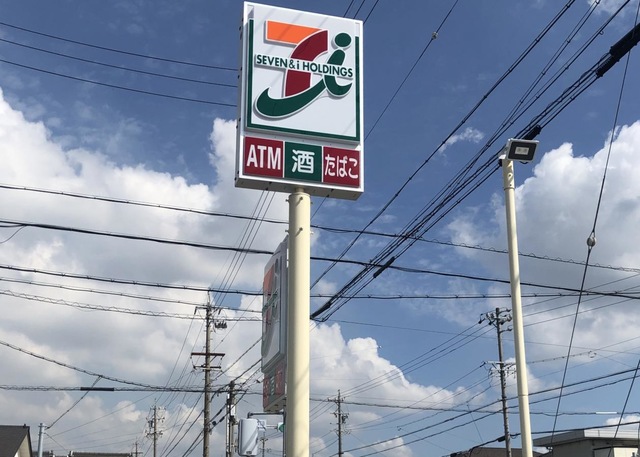 SEVEN & i HOLDINGS
ATM 酒 たばこ